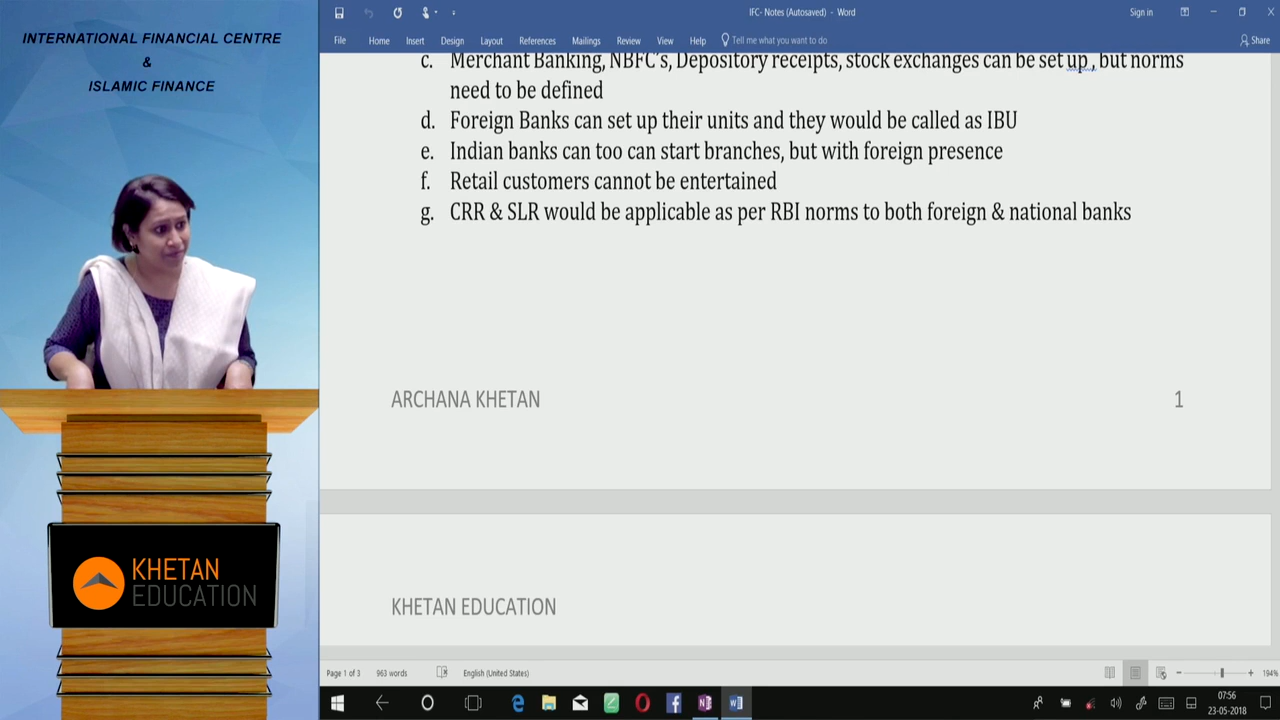 INTERNATIONAL FINANCIAL CENTRE
&
ISLAMIC FINANCE
IFC- Notes (Autosaved) - Word
Sign in
File Home Insert Design Layout References Mailings Review View Help Tell me what you want to do Share
c. Merchant Banking, NBFC's, Depository receipts, stock exchanges can be set up , but norms
need to be defined
d. Foreign Banks can set up their units and they would be called as IBU
e. Indian banks can too can start branches, but with foreign presence
f. Retail customers cannot be entertained
g. CRR & SLR would be applicable as per RBI norms to both foreign & national banks
ARCHANA KHETAN 1
KHETAN
EDUCATION
KHETAN EDUCATION
Page 1 of 3 963 words English (United States) 194%
07:56
23-05-2018